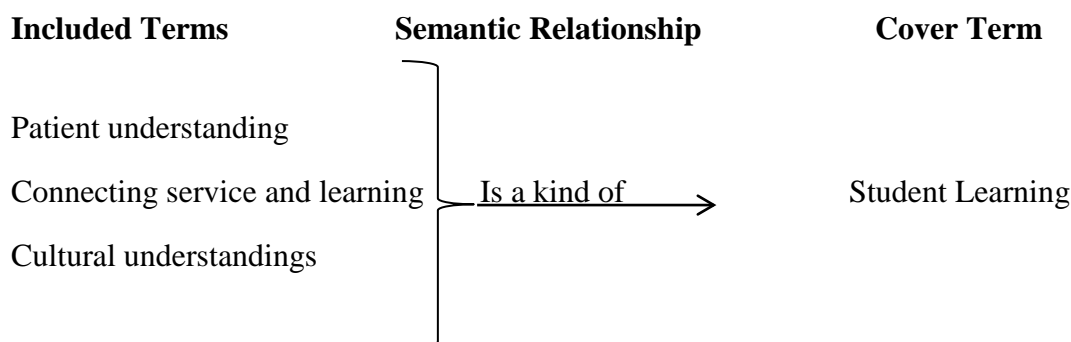 Included Terms Semantic Relationship Cover Term
Patient understanding
Connecting service and learning Is a kind of Student Learning
Cultural understandings